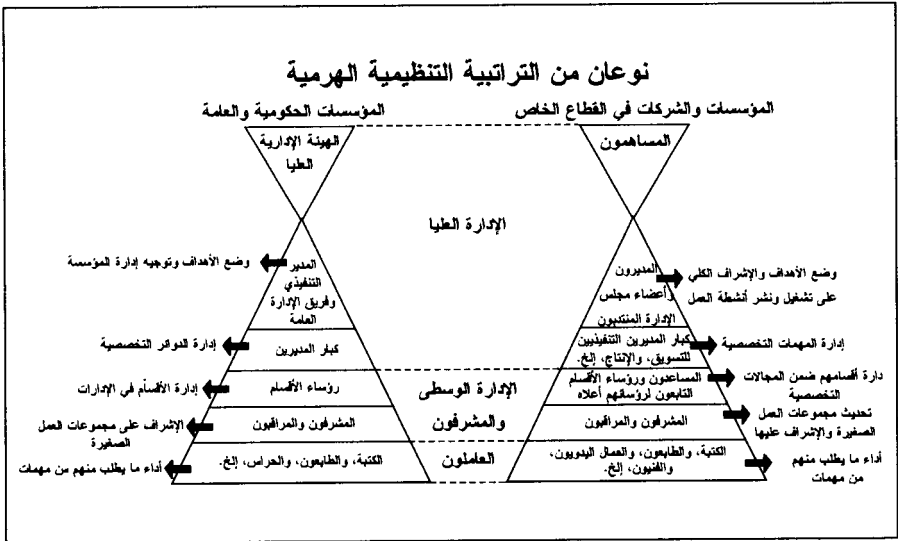 نوعان من التراتبية التنظيمية الهرمية
المؤسسات والشركات في القطاع الخاص
المؤسسات الحكومية والعامة
المساهمون
الهيئة الإدارية
العليا
الإدارة العليا
المديرون
وأعضاء مجلس
الإدارة المنتدبون
وضع الأهداف والإشراف الكلي
على تشغيل ونشر أنشطة العمل
كبار المديرين التنفيذيين
للتسويق، والإنتاج، إلخ.
إدارة المهمات التخصصية
المساعدون ورؤساء الأقسام
التابعون لرؤسائهم أعلاه
دارة أقسامهم ضمن المجالات
التخصصية
المشرفون والمراقبون
تحديث مجموعات العمل
الصغيرة والإشراف عليها
الكتبة، والطابعون، والعمال اليدويون،
والفنيون، إلخ.
أداء ما يطلب منهم
من مهمات
الإدارة الوسطى
والمشرفون
العاملون
المدير
التنفيذي
وفريق الإدارة
العامة
وضع الأهداف وتوجيه إدارة المؤسسة
كبار المديرين
إدارة الدوائر التخصصية
رؤساء الأقسام
إدارة الأقسام في الإدارات
المشرفون والمراقبون
الإشراف على مجموعات العمل
الصغيرة
الكتبة، والطابعون، والحراس، إلخ.
أداء ما يطلب منهم من مهمات